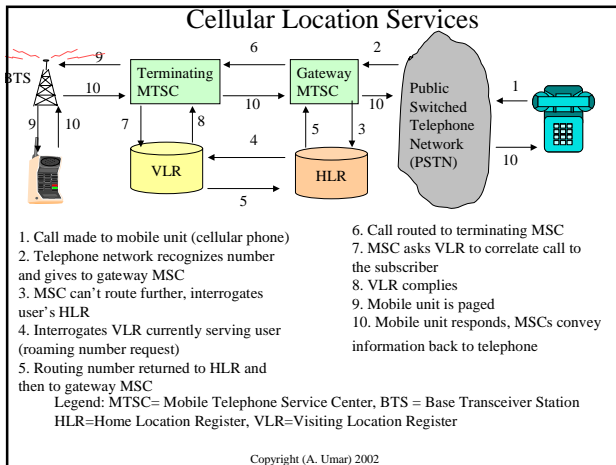 Cellular Location Services
BTS
9
10
9
10
Terminating
MTSC
6
10
Gateway
MTSC
2
10
Public
Switched
Telephone
Network
(PSTN)
1
10
7
8
4
5
5
3
VLR
HLR
1. Call made to mobile unit (cellular phone)
2. Telephone network recognizes number
and gives to gateway MSC
3. MSC can't route further, interrogates
user's HLR
4. Interrogates VLR currently serving user
(roaming number request)
5. Routing number returned to HLR and
then to gateway MSC
6. Call routed to terminating MSC
7. MSC asks VLR to correlate call to
the subscriber
8. VLR complies
9. Mobile unit is paged
10. Mobile unit responds, MSCs convey
information back to telephone
Legend: MTSC= Mobile Telephone Service Center, BTS = Base Transceiver Station
HLR=Home Location Register, VLR=Visiting Location Register
Copyright (A. Umar) 2002